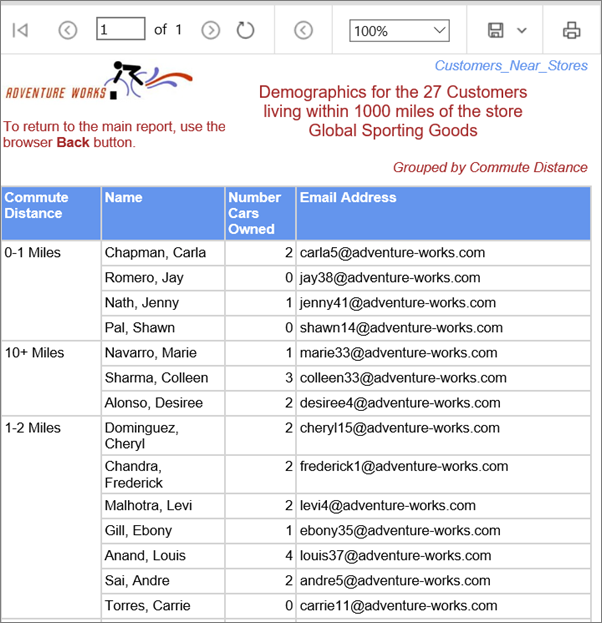 1 of 1 100%
Customers_Near_Stores
ADVENTURE WORKS
Demographics for the 27 Customers
living within 1000 miles of the store
Global Sporting Goods
To return to the main report, use the
browser Back button.
Grouped by Commute Distance
Commute Distance Name Number Cars Owned Email Address
0-1 Miles Chapman, Carla 2 carla5@adventure-works.com
Romero, Jay 0 jay38@adventure-works.com
Nath, Jenny 1 jenny41@adventure-works.com
Pal, Shawn 0 shawn14@adventure-works.com
10+ Miles Navarro, Marie 1 marie33@adventure-works.com
Sharma, Colleen 3 colleen33@adventure-works.com
Alonso, Desiree 2 desiree4@adventure-works.com
1-2 Miles Dominguez, Cheryl 2 cheryl15@adventure-works.com
Chandra, Frederick 2 frederick1@adventure-works.com
Malhotra, Levi 2 levi4@adventure-works.com
Gill, Ebony 1 ebony35@adventure-works.com
Anand, Louis 4 louis37@adventure-works.com
Sai, Andre 2 andre5@adventure-works.com
Torres, Carrie 0 carrie11@adventure-works.com